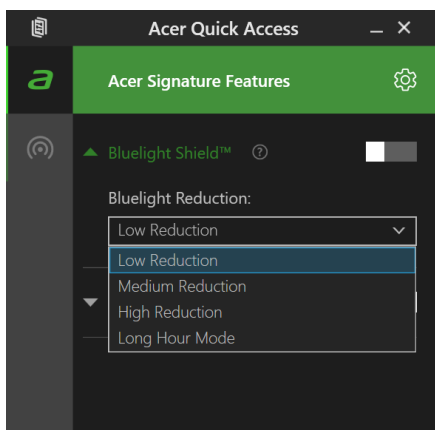 Acer Quick Access
Acer Signature Features
Bluelight Shield™
Bluelight Reduction:
Low Reduction
Low Reduction
Medium Reduction
High Reduction
Long Hour Mode